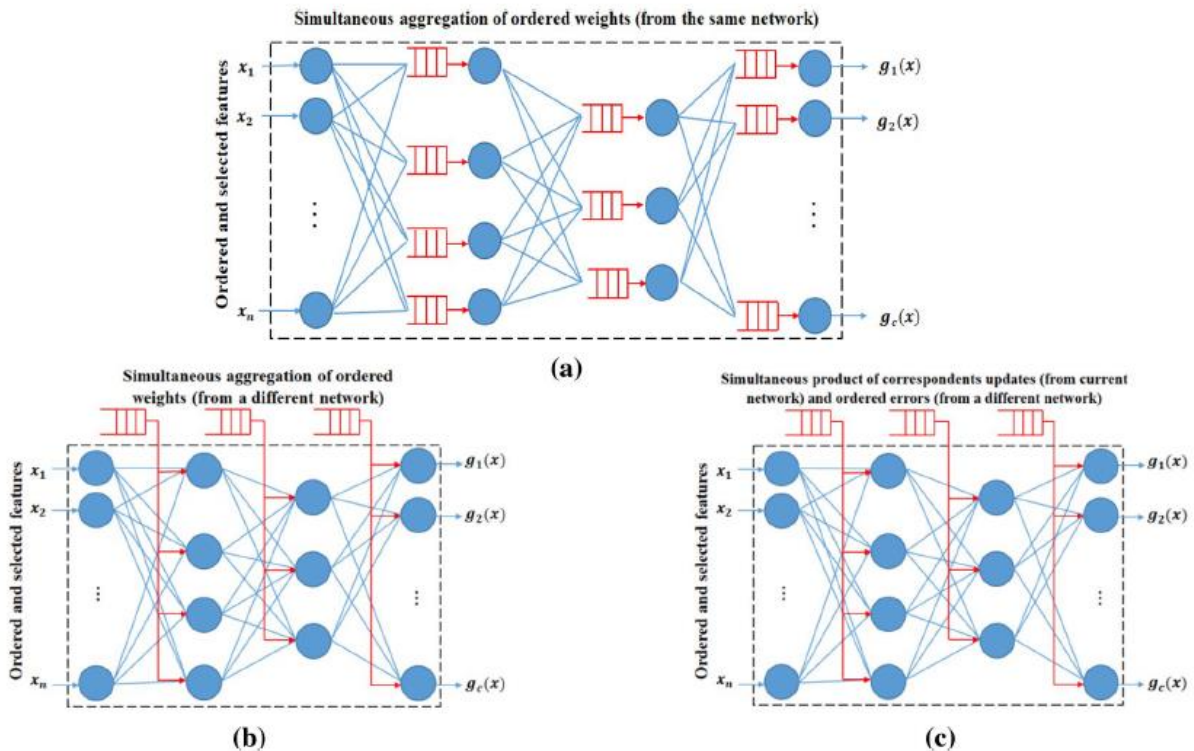 Simultaneous aggregation of ordered weights (from the same network)
Ordered and selected features
x₁
x₂
⋮
xₙ
g₁(x)
g₂(x)
⋮
g꜀(x)
(a)
Simultaneous aggregation of ordered
weights (from a different network)
Ordered and selected features
x₁
x₂
⋮
xₙ
g₁(x)
g₂(x)
⋮
g꜀(x)
(b)
Simultaneous product of correspondents updates (from current
network) and ordered errors (from a different network)
Ordered and selected features
x₁
x₂
⋮
xₙ
g₁(x)
g₂(x)
⋮
g꜀(x)
(c)